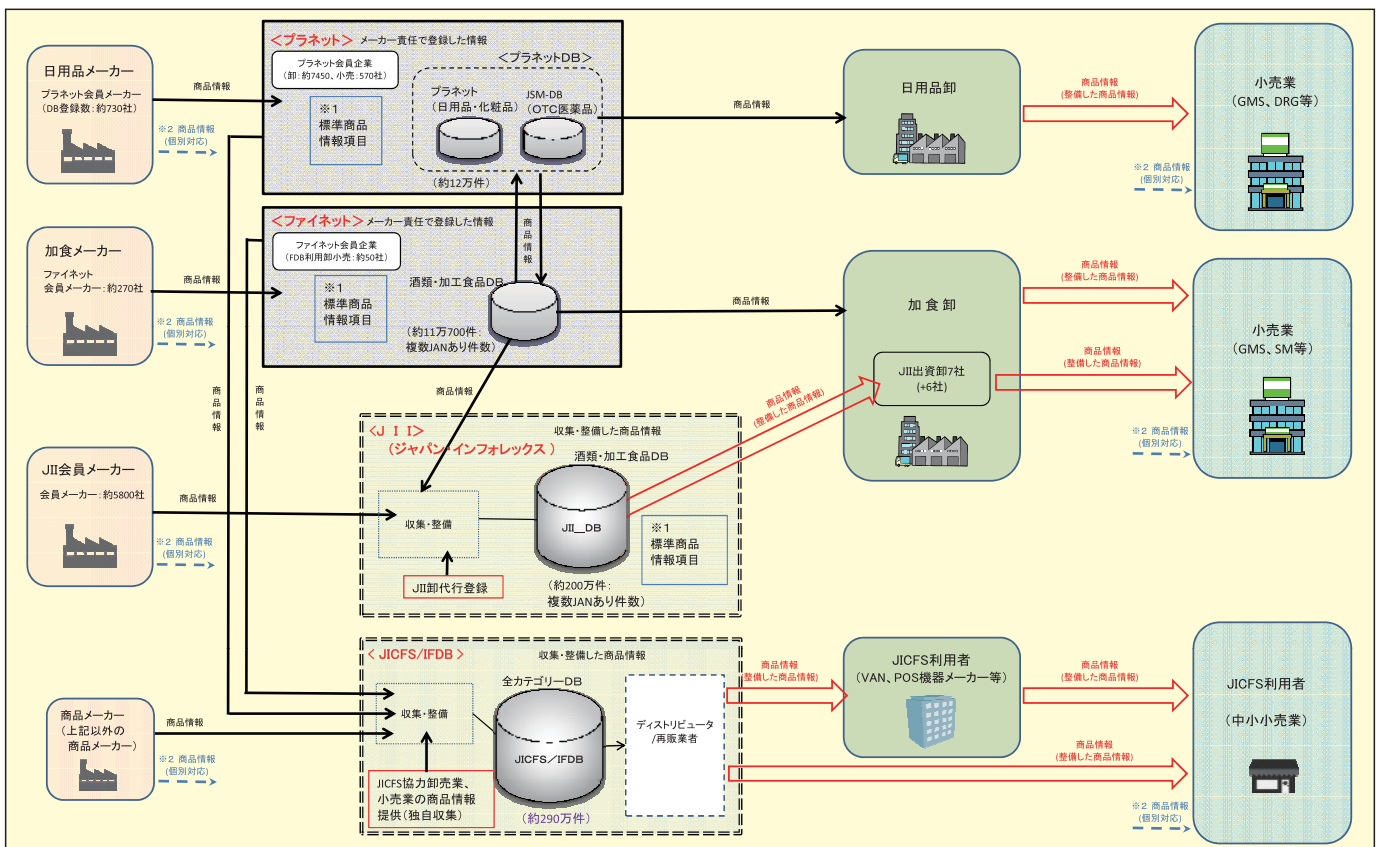 日用品メーカー
プラネット会員メーカー
(DB登録数:約730社)
商品情報
※2 商品情報
(個別対応)
<プラネット> メーカー責任で登録した情報
プラネット会員企業
(卸:約7450、小売:570社)
※1
標準商品
情報項目
<プラネットDB>
プラネット
(日用品・化粧品)
JSM-DB
(OTC医薬品)
(約12万件)
商品情報
日用品卸
商品情報
(整備した商品情報)
※2 商品情報
(個別対応)
小売業
(GMS、DRG等)
加食メーカー
ファイネット
会員メーカー:約270社
商品情報
※2 商品情報
(個別対応)
<ファイネット> メーカー責任で登録した情報
ファイネット会員企業
(FDB利用卸小売:約50社)
※1
標準商品
情報項目
商品情報
酒類・加工食品DB
(約11万700件:
複数JANあり件数)
商品情報
加食卸
JII出資卸7社
(+6社)
商品情報
(整備した商品情報)
商品情報
(整備した商品情報)
※2 商品情報
(個別対応)
小売業
(GMS、SM等)
商品情報
商品情報
商品情報
商品情報
(整備した商品情報)
JII会員メーカー
会員メーカー:約5800社
商品情報
※2 商品情報
(個別対応)
<J I I>
(ジャパン・インフォレックス)
収集・整備した商品情報
酒類・加工食品DB
収集・整備
JII__DB
※1
標準商品
情報項目
JII卸代行登録
(約200万件:
複数JANあり件数)
商品メーカー
(上記以外の
商品メーカー)
商品情報
※2 商品情報
(個別対応)
< JICFS/IFDB >
収集・整備した商品情報
全カテゴリーDB
収集・整備
JICFS/IFDB
ディストリビュータ
/再販業者
JICFS協力卸売業、
小売業の商品情報
提供(独自収集)
(約290万件)
商品情報
整備した商品情報)
JICFS利用者
(VAN、POS機器メーカー等)
商品情報
(整備した商品情報)
商品情報
(整備した商品情報)
※2 商品情報
(個別対応)
JICFS利用者
(中小小売業)